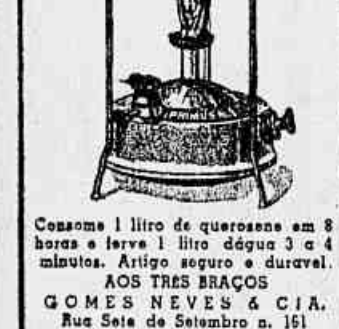 PRIMUS
Consome 1 litro de querosene em 8
horas e ferve 1 litro dágua 3 a 4
minutos. Artigo seguro e duravel.
AOS TRES BRAÇOS
GOMES NEVES & CIA.
Rua Sete de Setembro n. 161